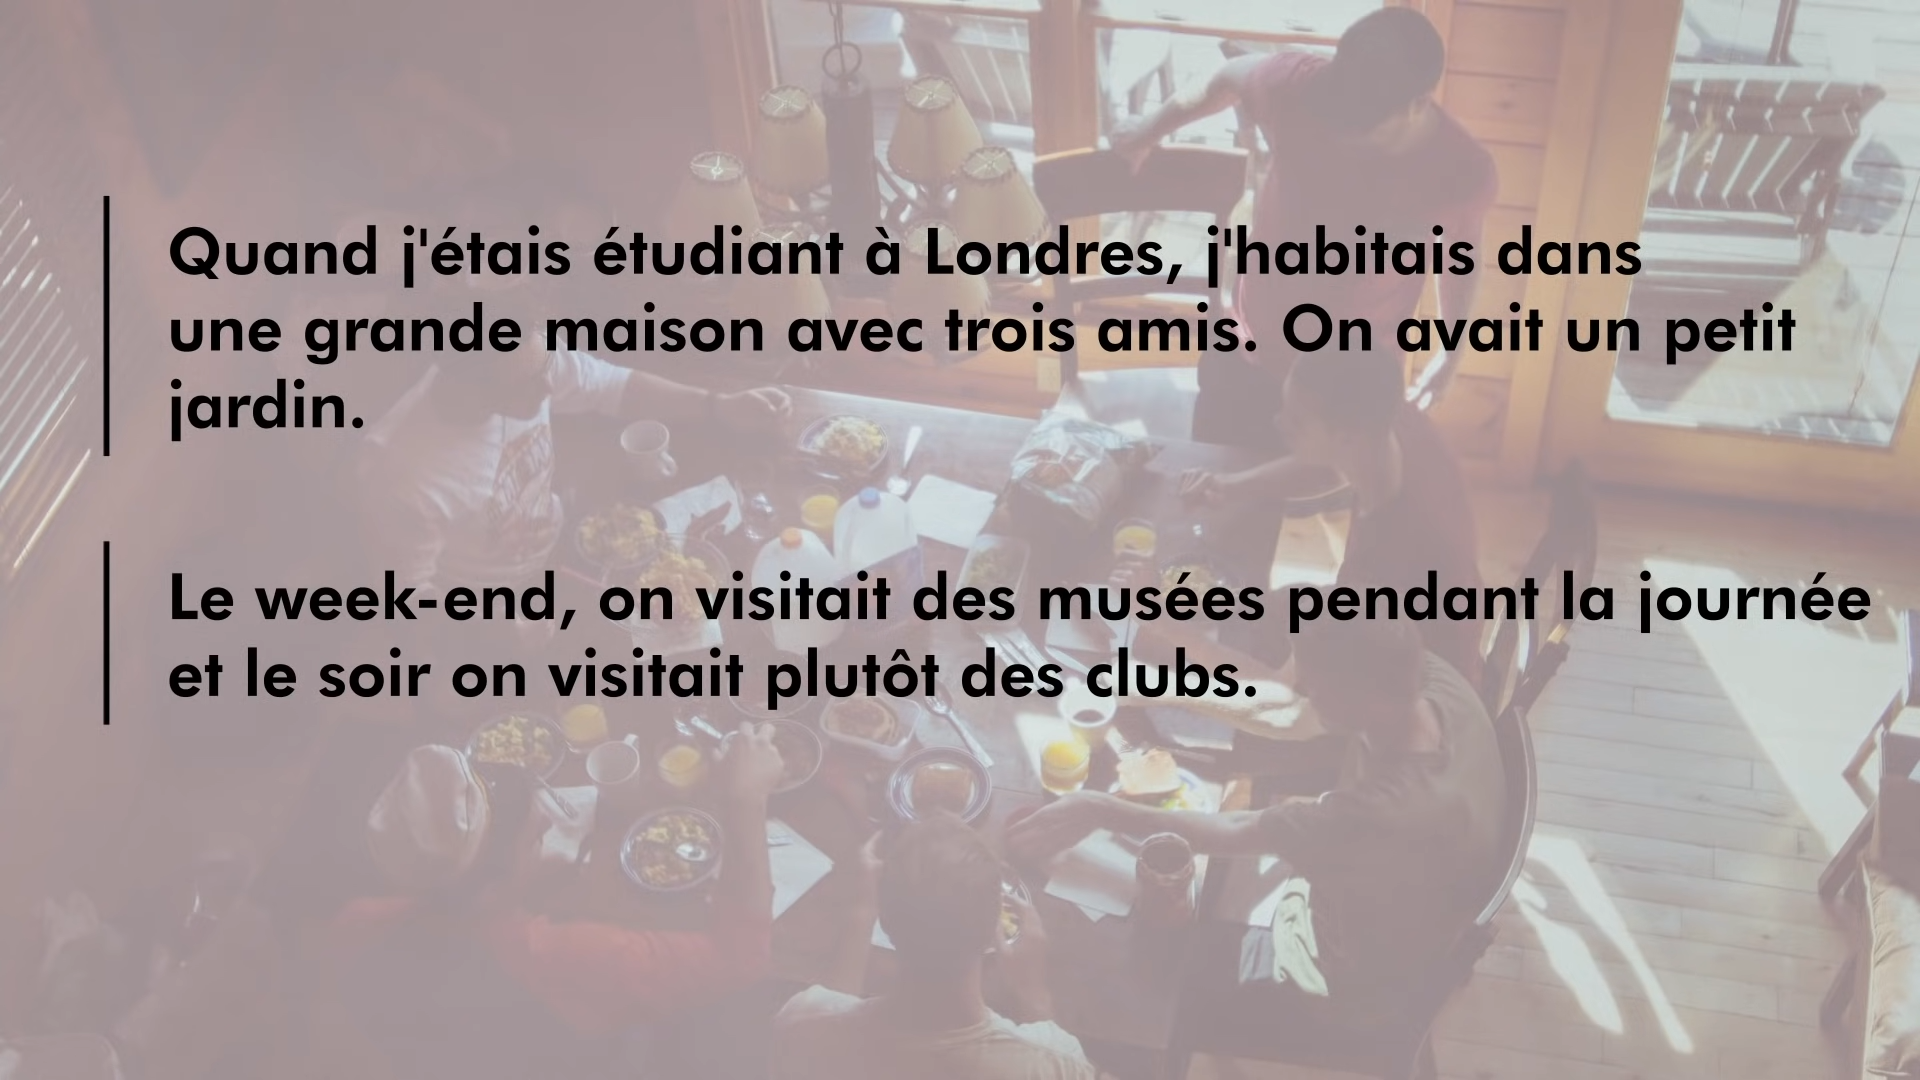 Quand j'étais étudiant à Londres, j'habitais dans
une grande maison avec trois amis. On avait un petit
jardin.
Le week-end, on visitait des musées pendant la journée
et le soir on visitait plutôt des clubs.